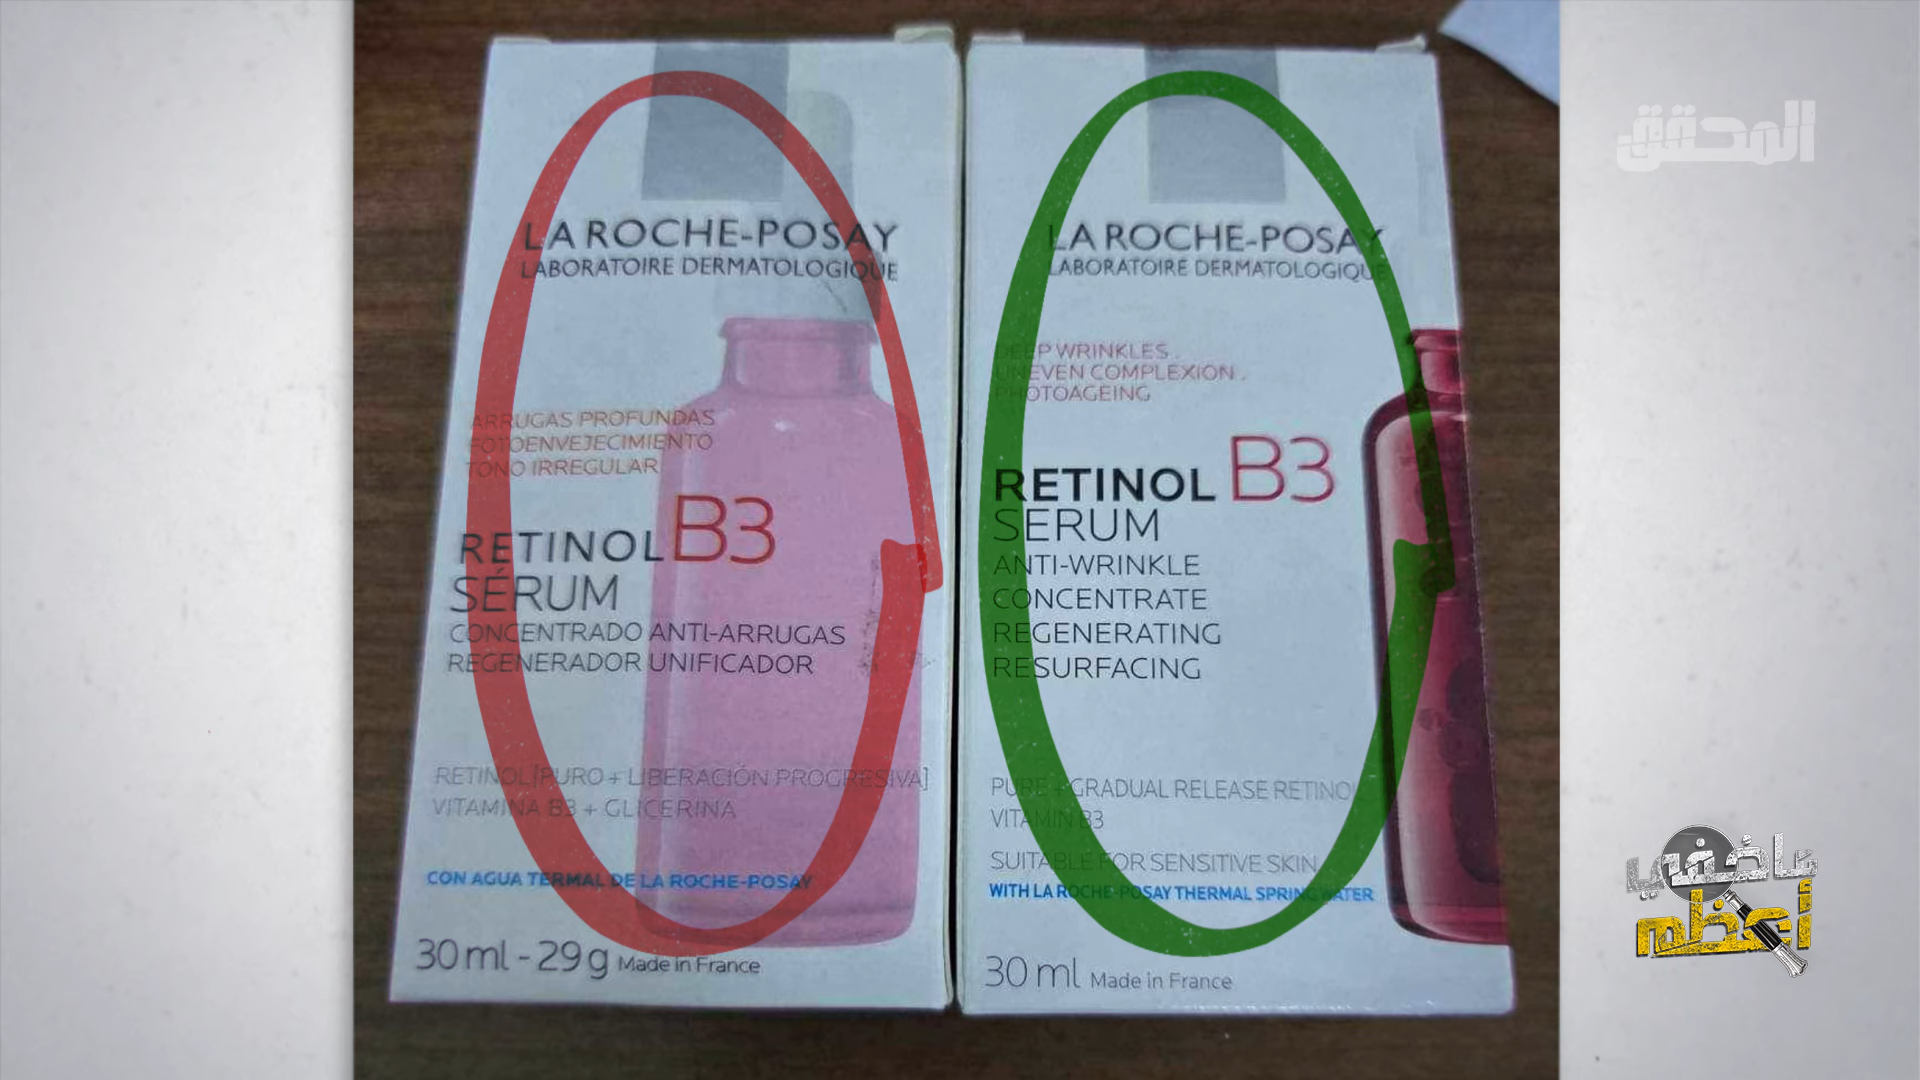 LA ROCHE-POSAY
LABORATOIRE DERMATOLOGIQUE
ARRUGAS PROFUNDAS
FOTOENVEJECIMIENTO
TONO IRREGULAR
RETINOL B3
SÉRUM
CONCENTRADO ANTI-ARRUGAS
REGENERADOR UNIFICADOR
RETINOL [PURO + LIBERACIÓN PROGRESIVA]
VITAMINA B3 + GLICERINA
CON AGUA TERMAL DE LA ROCHE-POSAY
30 ml - 29 g Made in France
LA ROCHE-POSAY
LABORATOIRE DERMATOLOGIQUE
DEEP WRINKLES.
UNEVEN COMPLEXION.
PHOTOAGEING
RETINOL B3
SERUM
ANTI-WRINKLE
CONCENTRATE
REGENERATING
RESURFACING
PURE + GRADUAL RELEASE RETINOL
VITAMIN B3
SUITABLE FOR SENSITIVE SKIN
WITH LA ROCHE-POSAY THERMAL SPRING WATER
30 ml Made in France
المحقق
ماخفي
أعظم